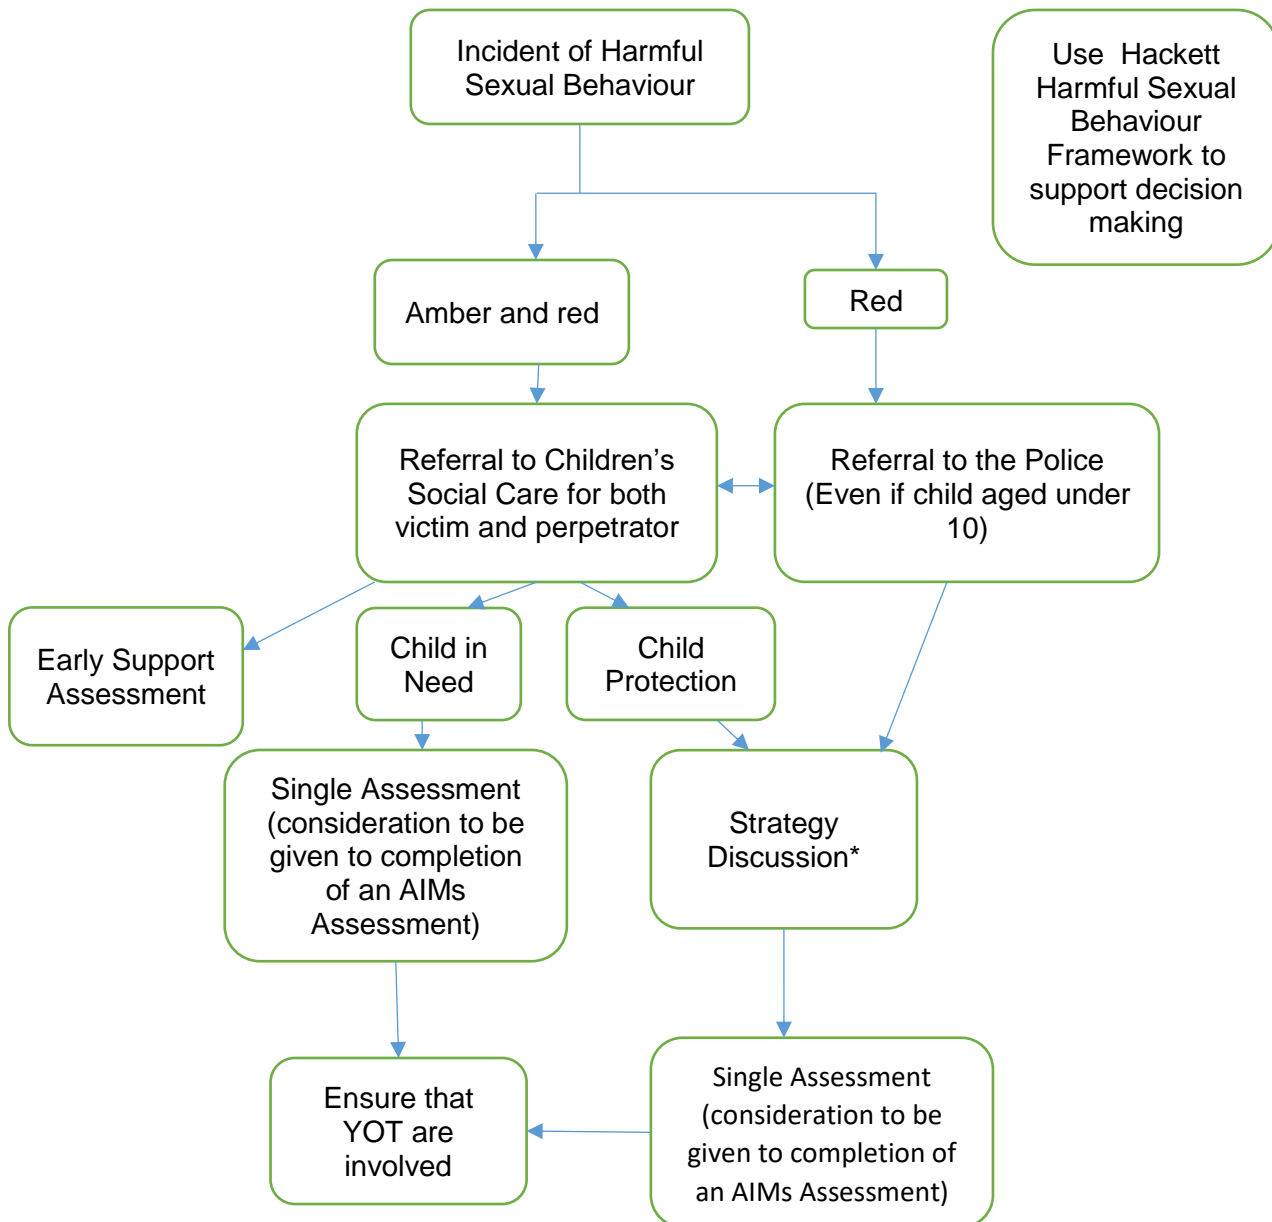 Incident of Harmful
Sexual Behaviour
Use Hackett
Harmful Sexual
Behaviour
Framework to
support decision
making
Amber and red
Red
Referral to Children’s
Social Care for both
victim and perpetrator
Referral to the Police
(Even if child aged under
10)
Early Support
Assessment
Child in
Need
Child
Protection
Single Assessment
(consideration to be
given to completion
of an AIMs
Assessment)
Strategy
Discussion*
Ensure that
YOT are
involved
Single Assessment
(consideration to be
given to completion of
an AIMs Assessment)